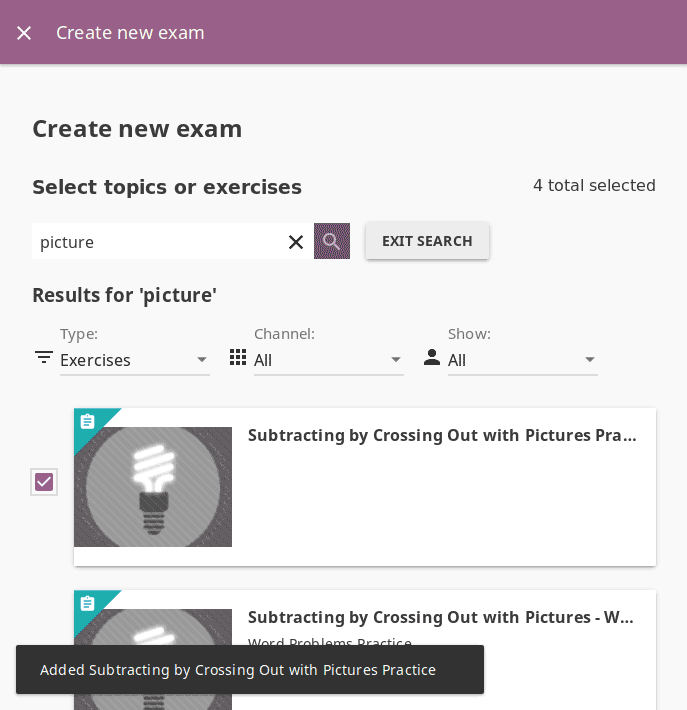 Create new exam
Create new exam
Select topics or exercises
4 total selected
picture
EXIT SEARCH
Results for 'picture'
Type:
Channel:
Show:
Exercises
All
All
Subtracting by Crossing Out with Pictures Pra...
Subtracting by Crossing Out with Pictures - W...
Word Problems Practice
Added Subtracting by Crossing Out with Pictures Practice